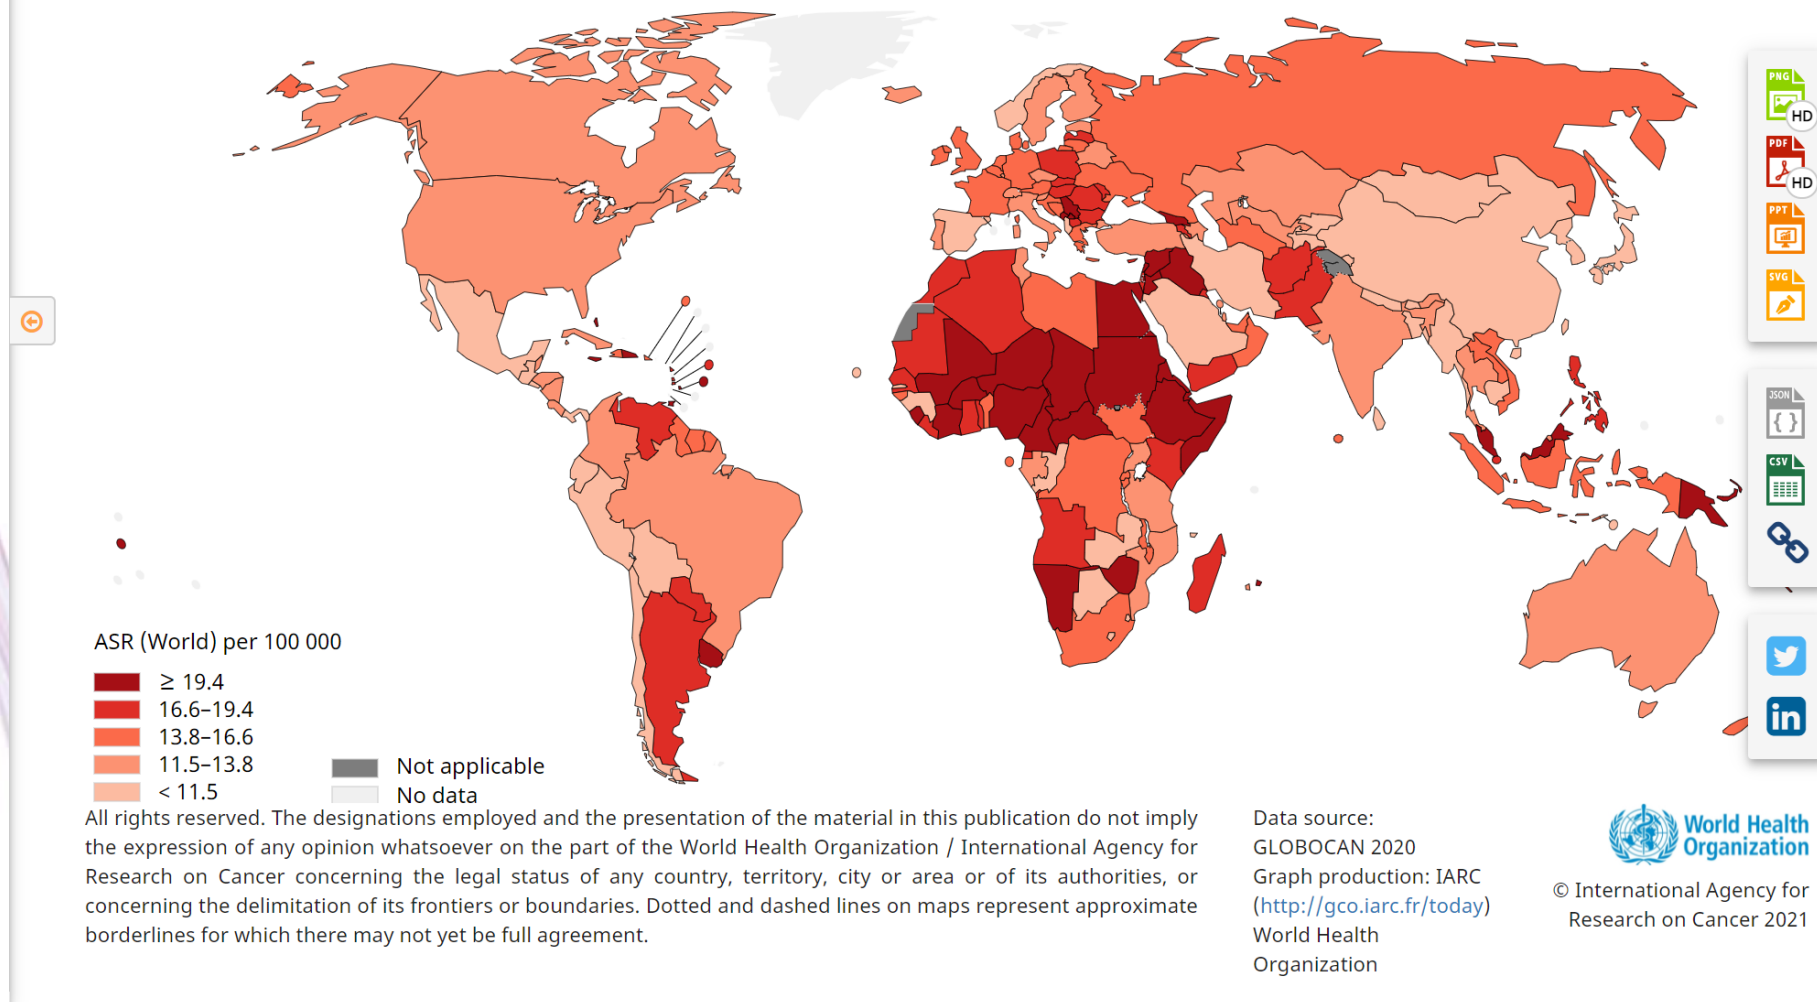 PNG
HD
PDF
HD
PPT
SVG
JSON
{ }
CSV
in
ASR (World) per 100 000
≥ 19.4
16.6–19.4
13.8–16.6
11.5–13.8
< 11.5
Not applicable
No data
All rights reserved. The designations employed and the presentation of the material in this publication do not imply
the expression of any opinion whatsoever on the part of the World Health Organization / International Agency for
Research on Cancer concerning the legal status of any country, territory, city or area or of its authorities, or
concerning the delimitation of its frontiers or boundaries. Dotted and dashed lines on maps represent approximate
borderlines for which there may not yet be full agreement.
Data source:
GLOBOCAN 2020
Graph production: IARC
(http://gco.iarc.fr/today)
World Health
Organization
World Health
Organization
© International Agency for
Research on Cancer 2021